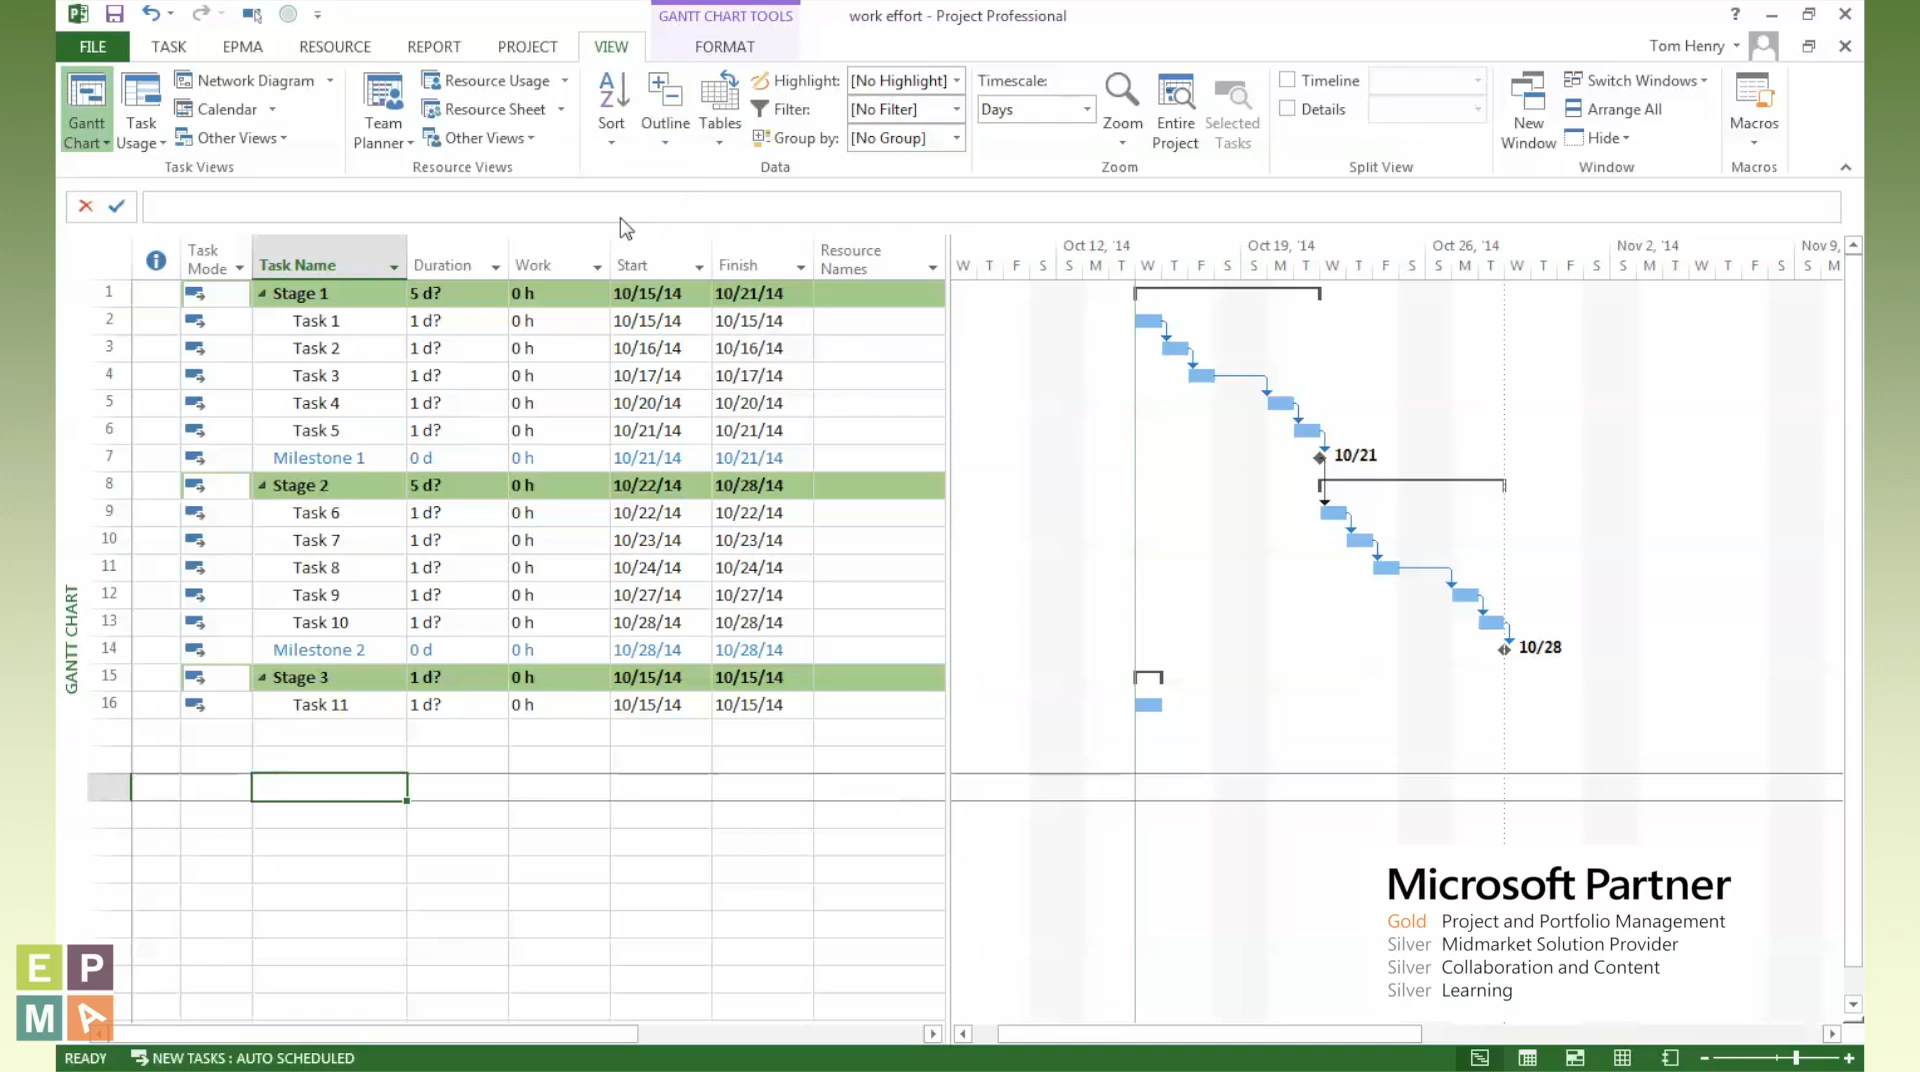 GANTT CHART TOOLS
work effort - Project Professional
?
FILE TASK EPMA RESOURCE REPORT PROJECT VIEW FORMAT
Tom Henry
Gantt Chart
Task Usage
Network Diagram
Calendar
Other Views
Task Views
Team Planner
Resource Usage
Resource Sheet
Other Views
Resource Views
Sort
Outline
Tables
Highlight: [No Highlight]
Filter: [No Filter]
Group by: [No Group]
Data
Timescale:
Days
Zoom
Entire Project
Selected Tasks
Zoom
Timeline
Details
Split View
New Window
Switch Windows
Arrange All
Hide
Window
Macros
Macros
Task Mode Task Name Duration Work Start Finish Resource Names
1 Stage 1 5 d? 0 h 10/15/14 10/21/14
2 Task 1 1 d? 0 h 10/15/14 10/15/14
3 Task 2 1 d? 0 h 10/16/14 10/16/14
4 Task 3 1 d? 0 h 10/17/14 10/17/14
5 Task 4 1 d? 0 h 10/20/14 10/20/14
6 Task 5 1 d? 0 h 10/21/14 10/21/14
7 Milestone 1 0 d 0 h 10/21/14 10/21/14
8 Stage 2 5 d? 0 h 10/22/14 10/28/14
9 Task 6 1 d? 0 h 10/22/14 10/22/14
10 Task 7 1 d? 0 h 10/23/14 10/23/14
11 Task 8 1 d? 0 h 10/24/14 10/24/14
12 Task 9 1 d? 0 h 10/27/14 10/27/14
13 Task 10 1 d? 0 h 10/28/14 10/28/14
14 Milestone 2 0 d 0 h 10/28/14 10/28/14
15 Stage 3 1 d? 0 h 10/15/14 10/15/14
16 Task 11 1 d? 0 h 10/15/14 10/15/14
GANTT CHART
Oct 12, '14 Oct 19, '14 Oct 26, '14 Nov 2, '14 Nov 9,
W T F S S M T W T F S S M T W T F S S M T W T F S S M T W T F S S M
10/21
10/28
Microsoft Partner
Gold Project and Portfolio Management
Silver Midmarket Solution Provider
Silver Collaboration and Content
Silver Learning
E P
M A
READY NEW TASKS : AUTO SCHEDULED